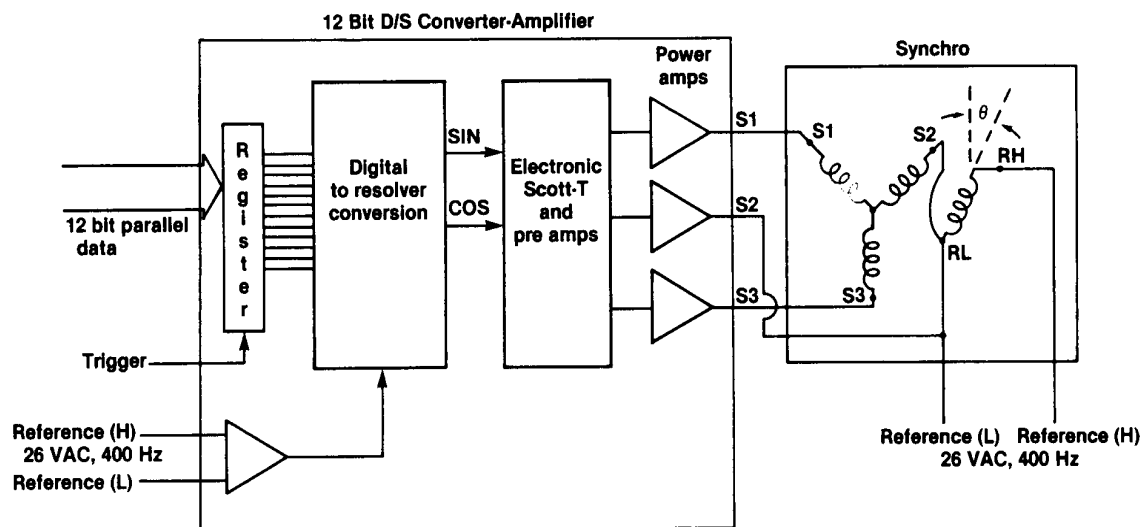 12 Bit D/S Converter-Amplifier
Power
amps
Synchro
Register
Digital
to resolver
conversion
SIN
COS
Electronic
Scott-T
and
pre amps
S1
S2
S3
S1
S2
S3
θ
RH
RL
12 bit parallel
data
Trigger
Reference (H)
26 VAC, 400 Hz
Reference (L)
Reference (L) Reference (H)
26 VAC, 400 Hz